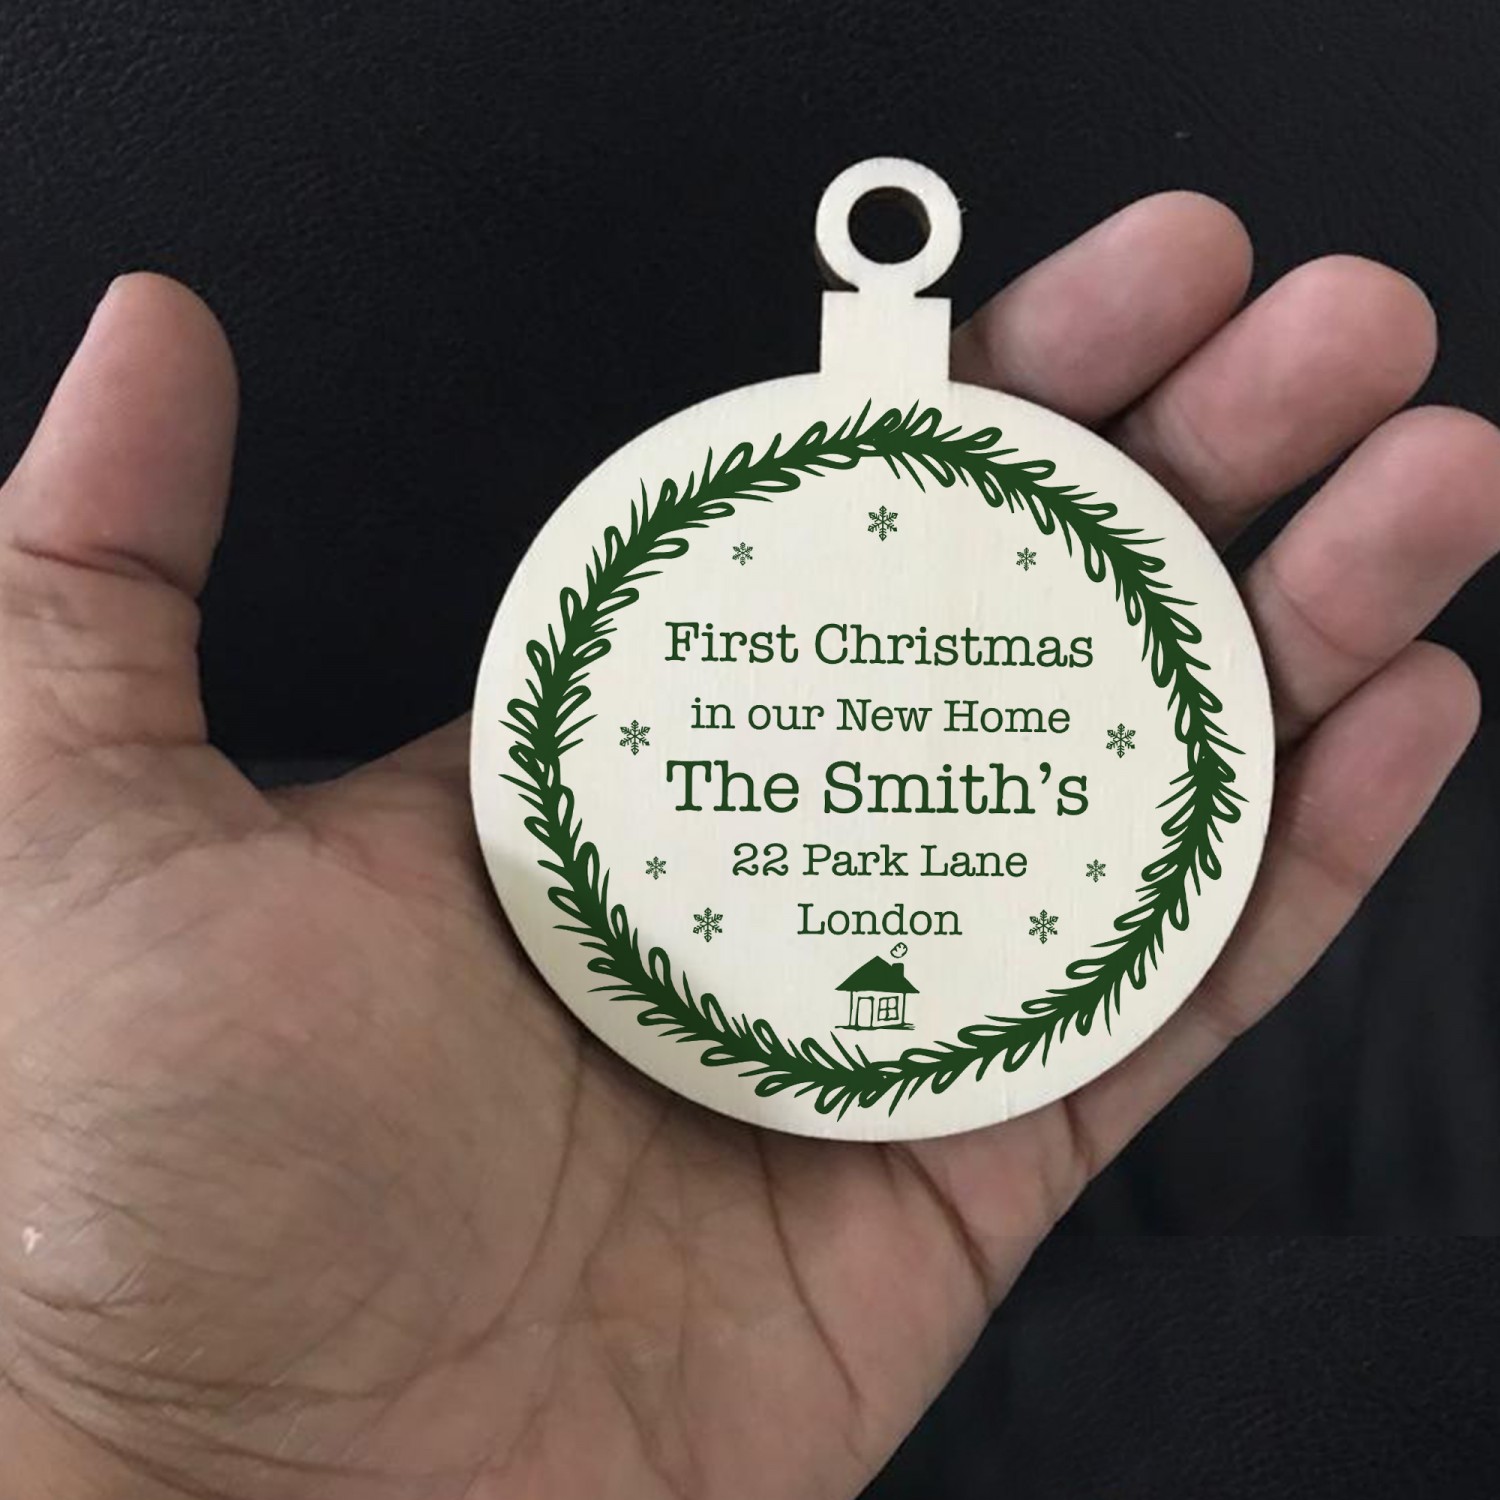 First Christmas
in our New Home
The Smith’s
22 Park Lane
London